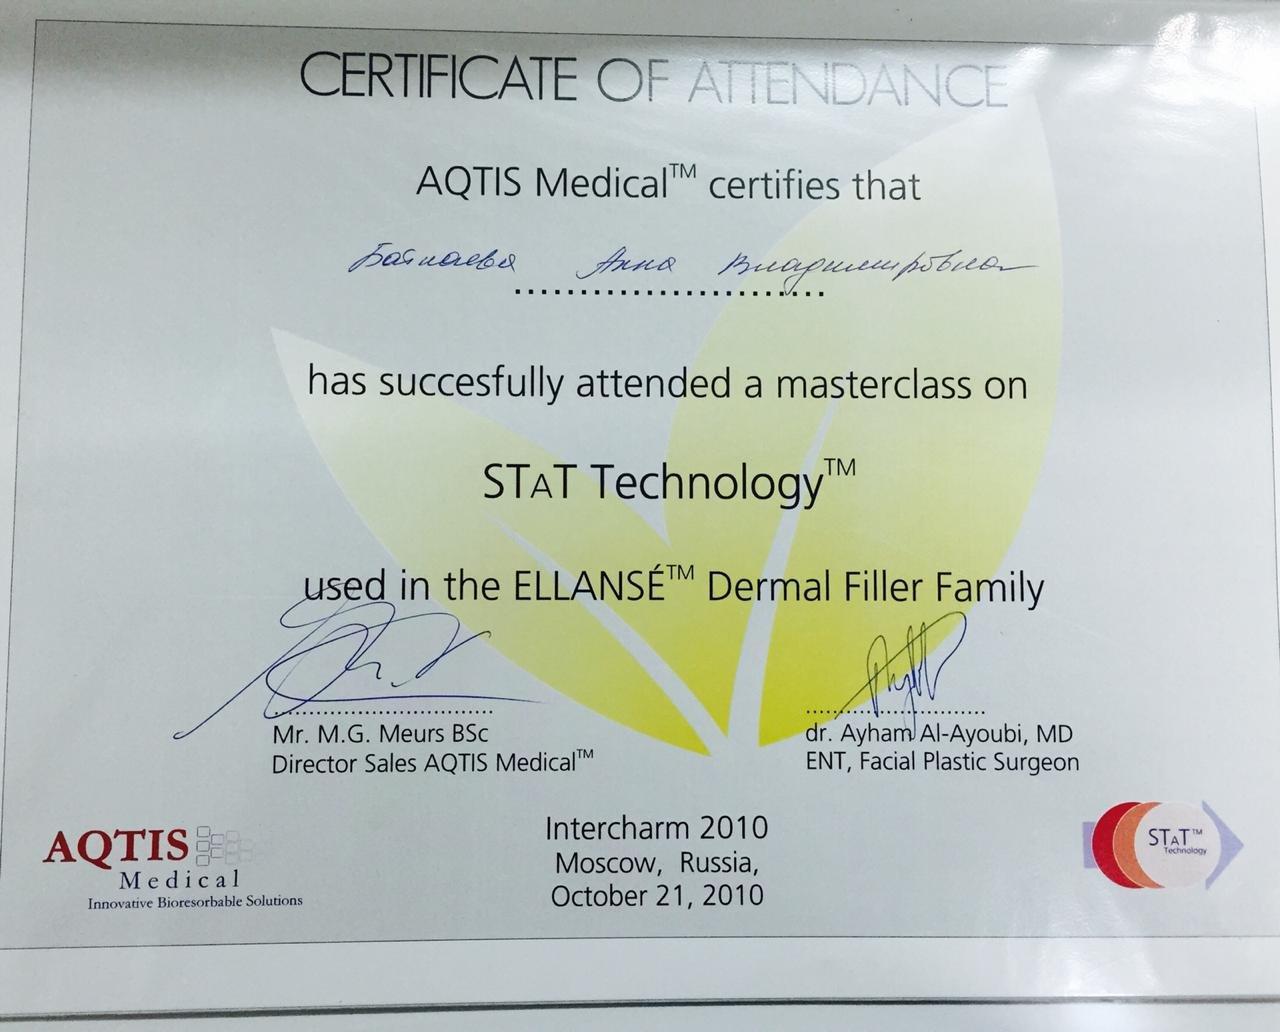 CERTIFICATE OF ATTENDANCE
AQTIS Medical™ certifies that
Анна Владимировна
has succesfully attended a masterclass on
STAT Technology™
used in the ELLANSÉ™ Dermal Filler Family
Mr. M.G. Meurs BSc
Director Sales AQTIS Medical™
dr. Ayham Al-Ayoubi, MD
ENT, Facial Plastic Surgeon
AQTIS
Medical
Innovative Bioresorbable Solutions
Intercharm 2010
Moscow, Russia,
October 21, 2010
STAT™
Technology